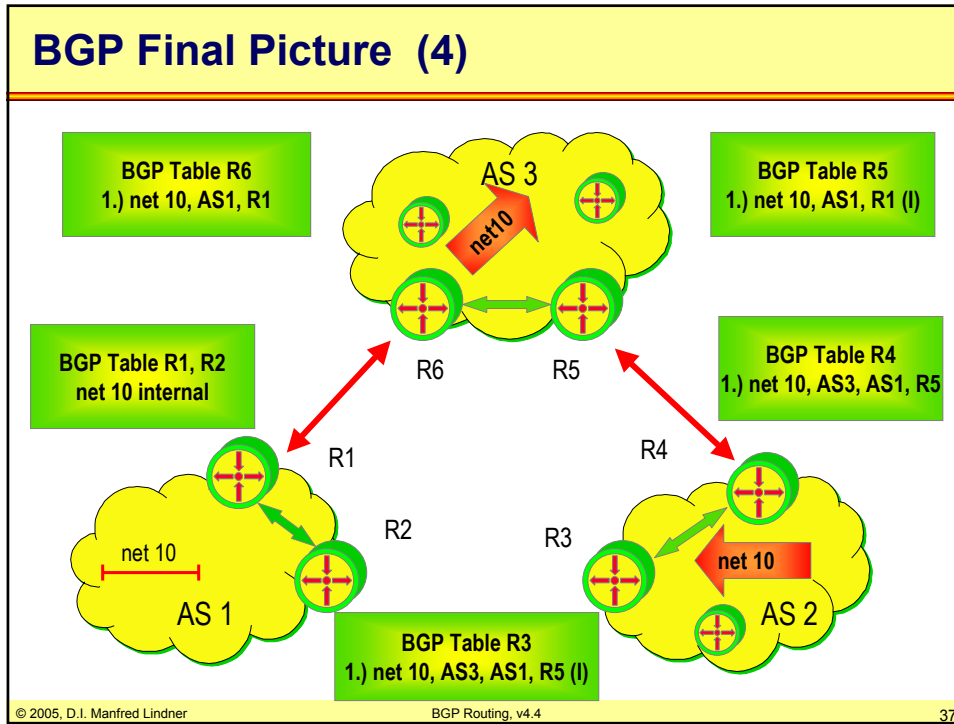 BGP Final Picture (4)
BGP Table R6
1.) net 10, AS1, R1
AS 3
net10
BGP Table R5
1.) net 10, AS1, R1 (I)
R6
R5
BGP Table R1, R2
net 10 internal
BGP Table R4
1.) net 10, AS3, AS1, R5
R1
R4
R2
R3
net 10
AS 1
net 10
AS 2
BGP Table R3
1.) net 10, AS3, AS1, R5 (I)
© 2005, D.I. Manfred Lindner
BGP Routing, v4.4
37